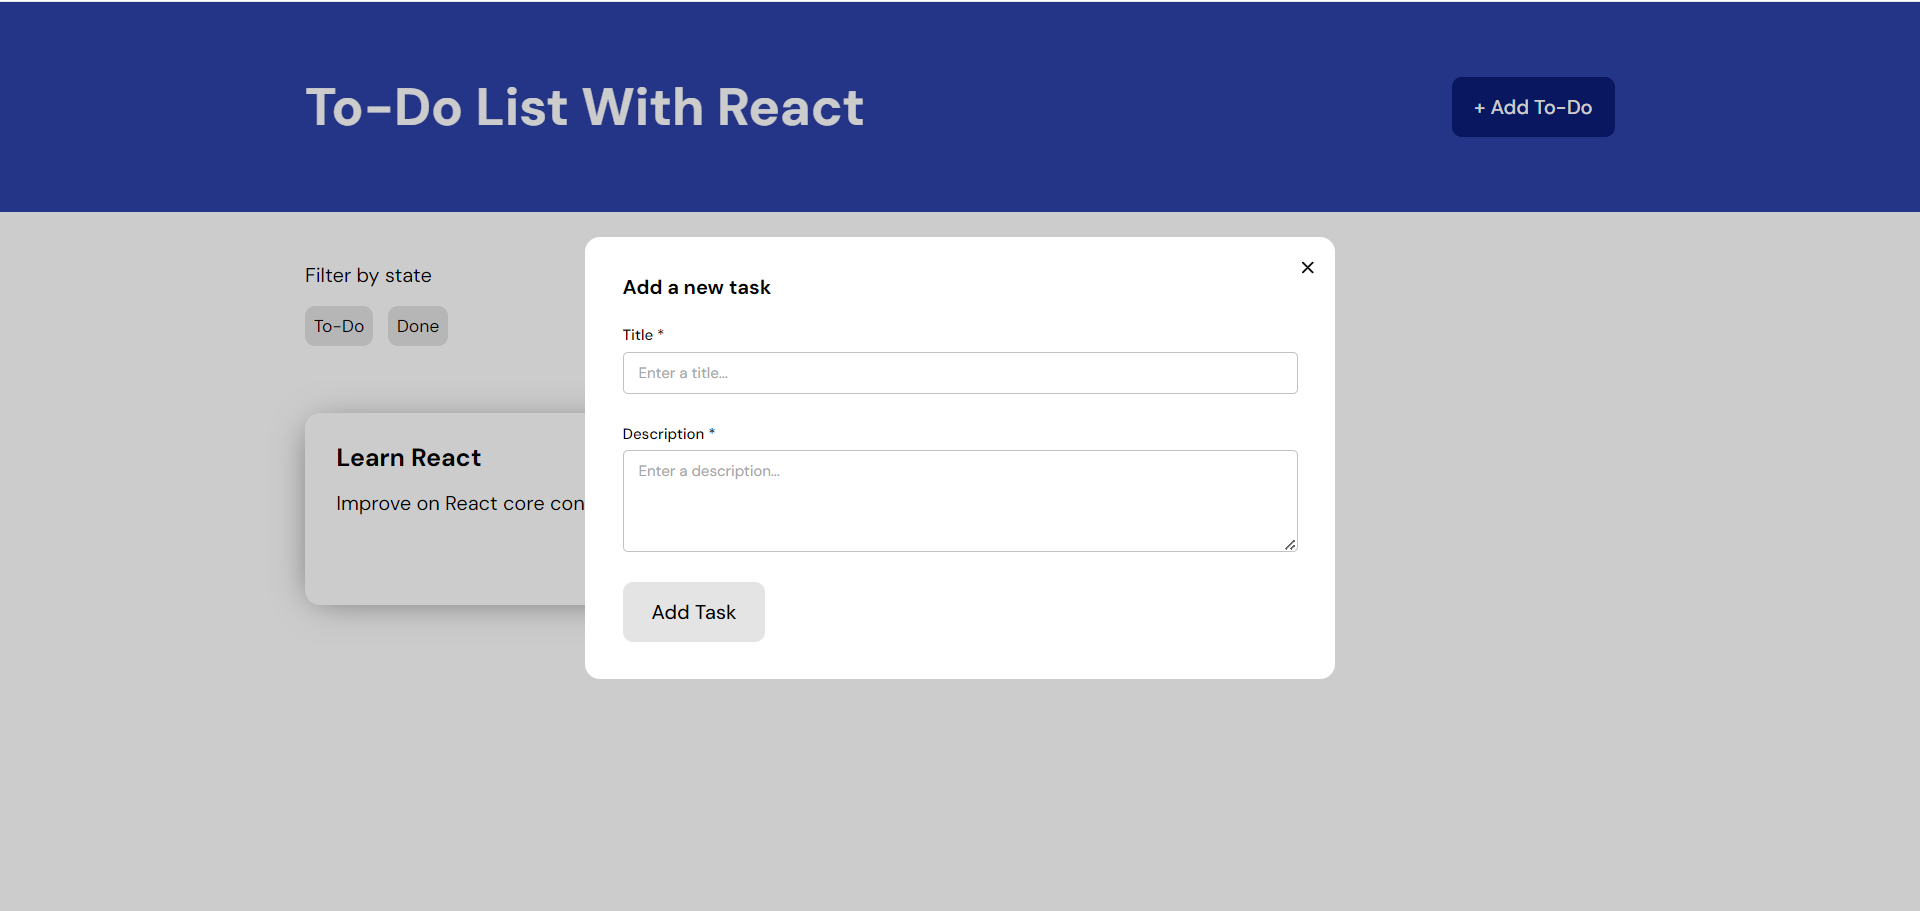 To-Do List With React
+ Add To-Do
Filter by state
To-Do
Done
Learn React
Improve on React core con
Add a new task
Title *
Enter a title...
Description *
Enter a description...
Add Task